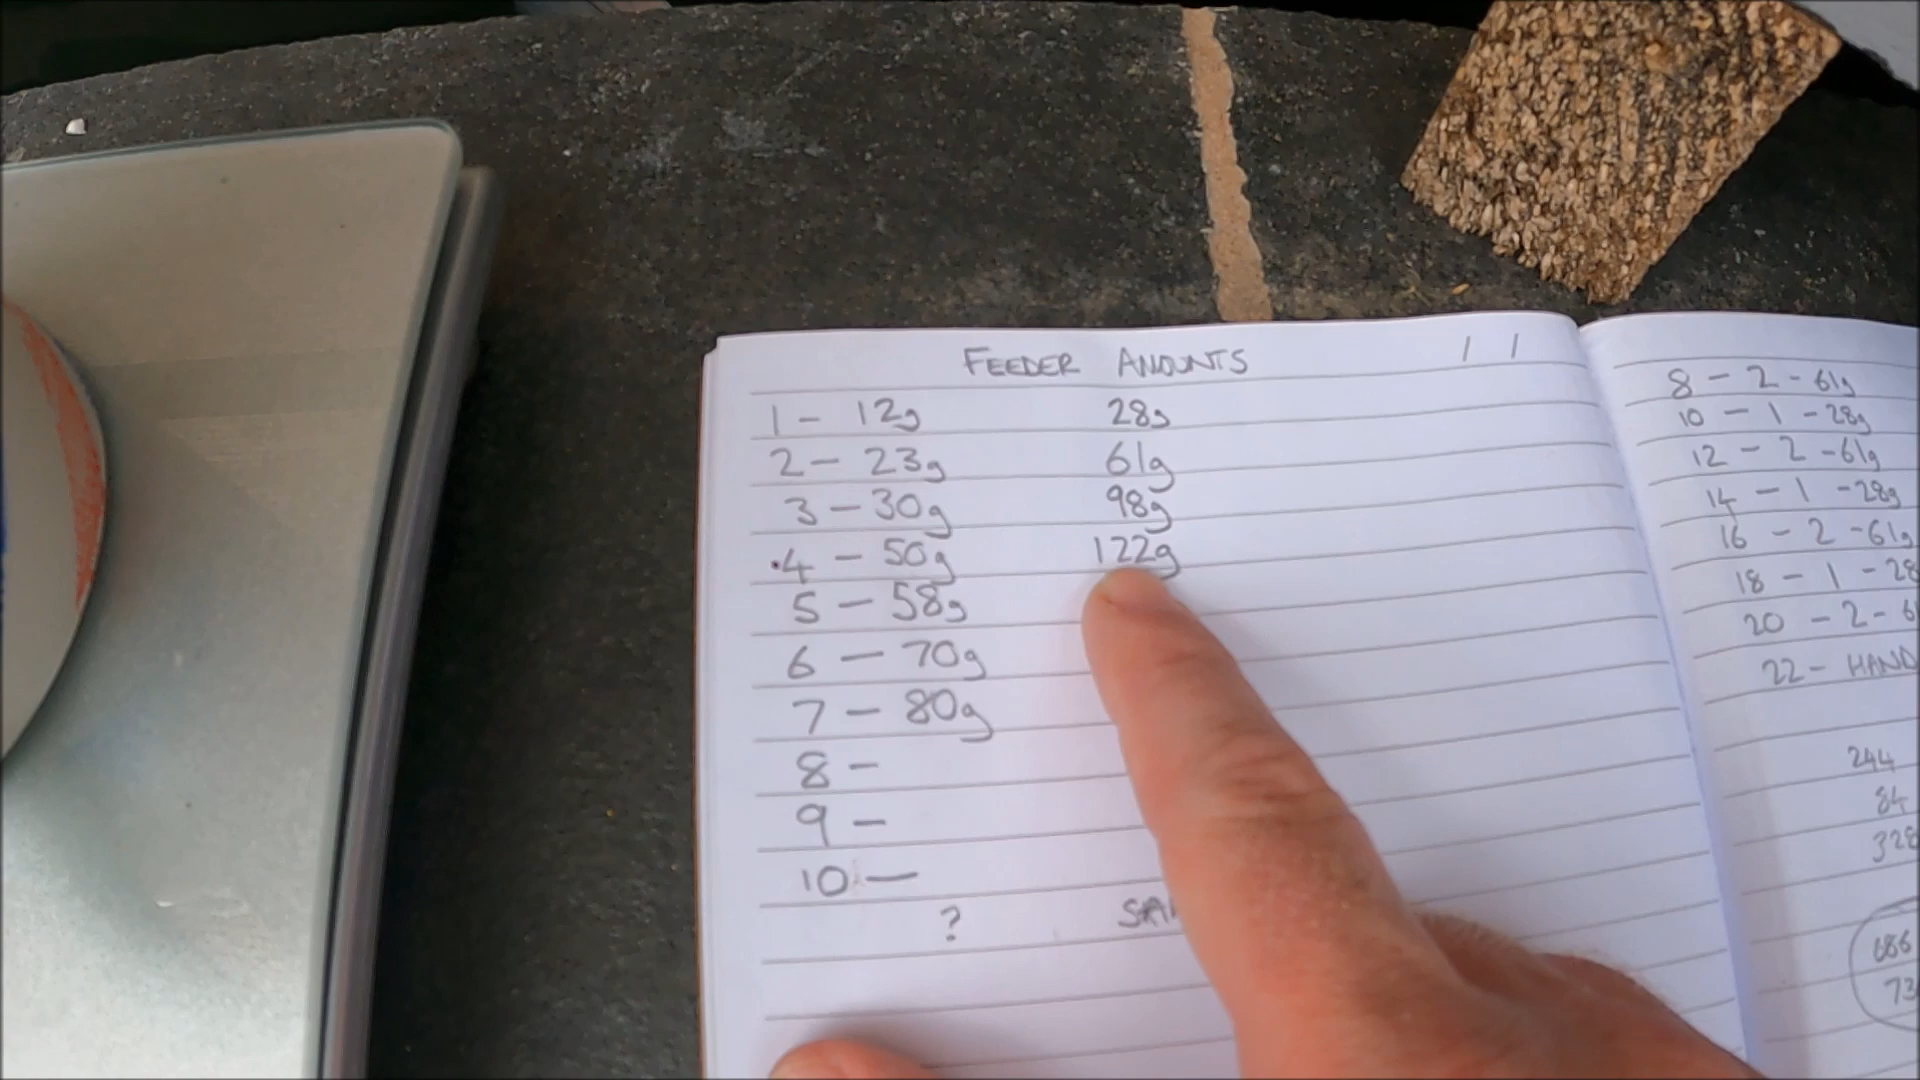 FEEDER AMOUNTS
1 - 12g 28g
2 - 23g 61g
3 - 30g 98g
4 - 50g 122g
5 - 58g
6 - 70g
7 - 80g
8 -
9 -
10 -
?
8 - 2 - 61g
10 - 1 - 28g
12 - 2 - 61g
14 - 1 - 28g
16 - 2 - 61g
18 - 1 - 28
20 - 2 - 6
22 - HAND
244
84
328
686
73